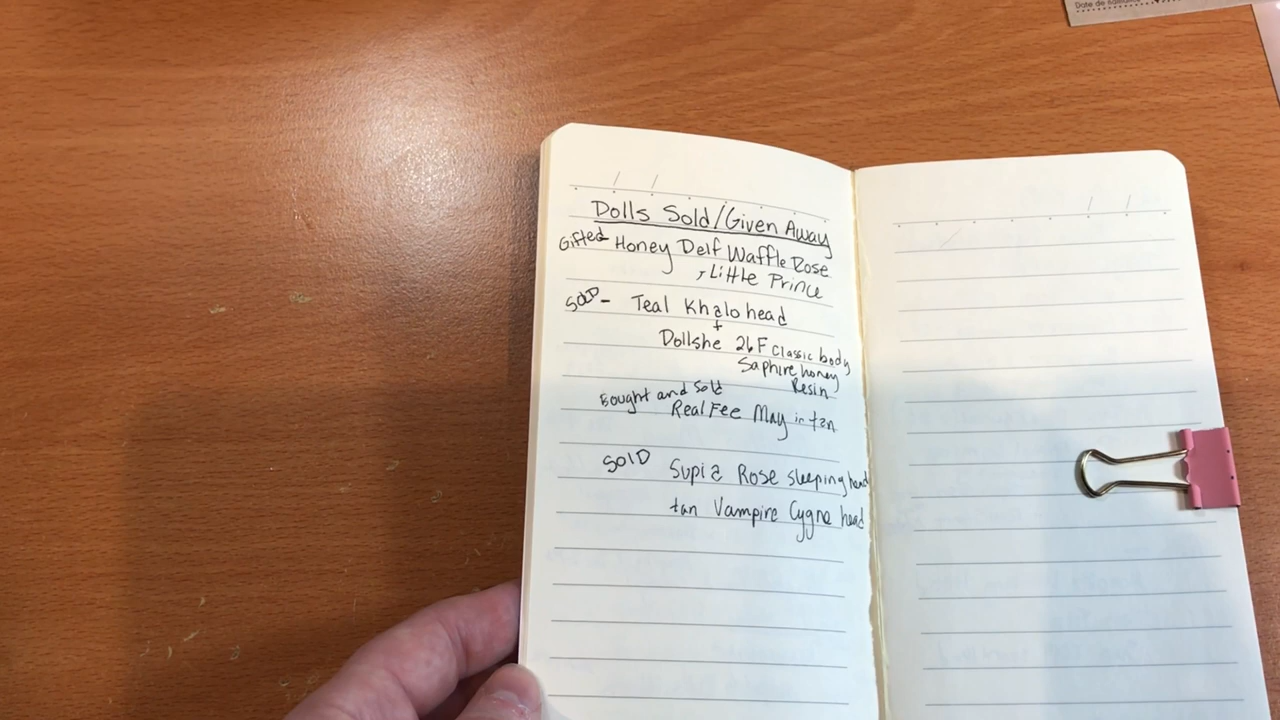 Date de
Dolls Sold/Given Away
Gifted Honey Delf Waffle Rose
, Little Prince
SOLD - Teal Khalo head
+
Dollshe 26F Classic body
Saphire honey
Resin
Bought and Sold
RealFee May in tan
SOLD Supia Rose sleeping head
tan Vampire Cygne head